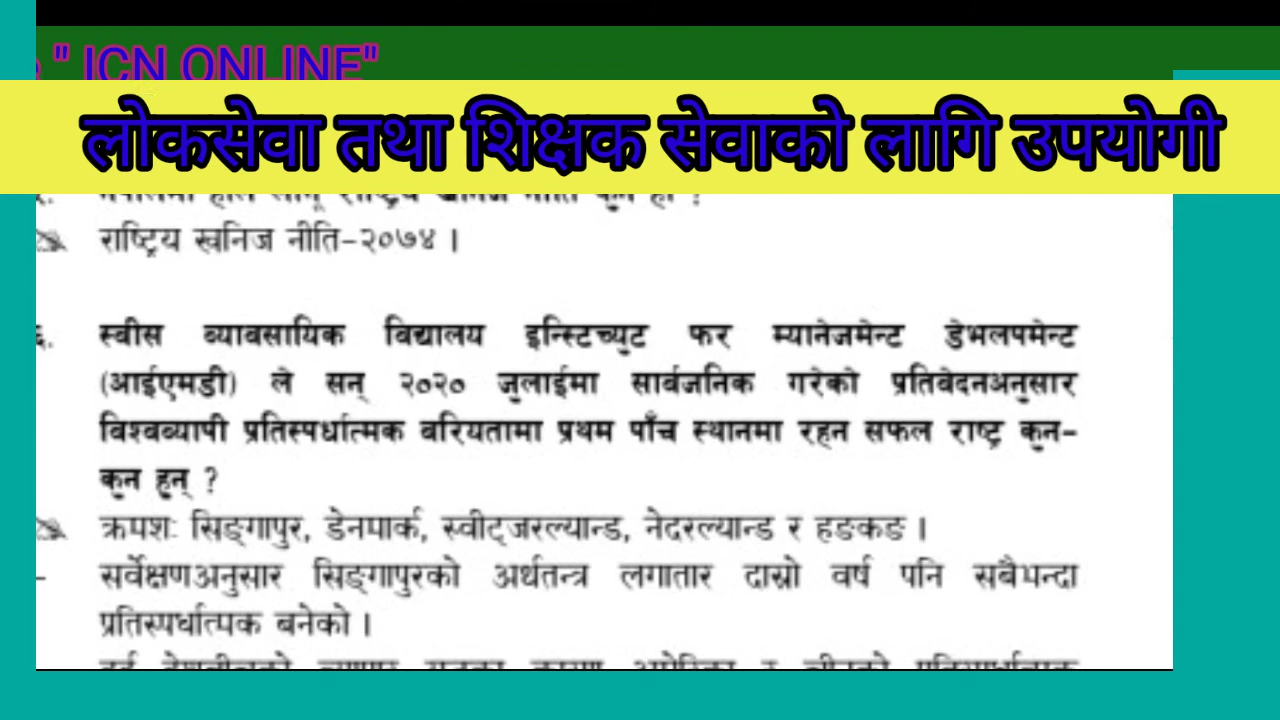 " ICN ONLINE"
लोकसेवा तथा शिक्षक सेवाको लागि उपयोगी
राष्ट्रिय खनिज नीति-२०७४ ।
स्वीस व्यावसायिक विद्यालय इन्स्टिच्युट फर म्यानेजमेन्ट डेभलपमेन्ट
(आईएमडी) ले सन् २०२० जुलाईमा सार्वजनिक गरेको प्रतिवेदनअनुसार
विश्वव्यापी प्रतिस्पर्धात्मक वरियतामा प्रथम पाँच स्थानमा रहन सफल राष्ट्र कुन-
कुन हुन् ?
क्रमशः सिङ्गापुर, डेनमार्क, स्वीट्जरल्यान्ड, नेदरल्यान्ड र हङकङ ।
- सर्वेक्षणअनुसार सिङ्गापुरको अर्थतन्त्र लगातार दोस्रो वर्ष पनि सबैभन्दा
प्रतिस्पर्धात्मक बनेको ।